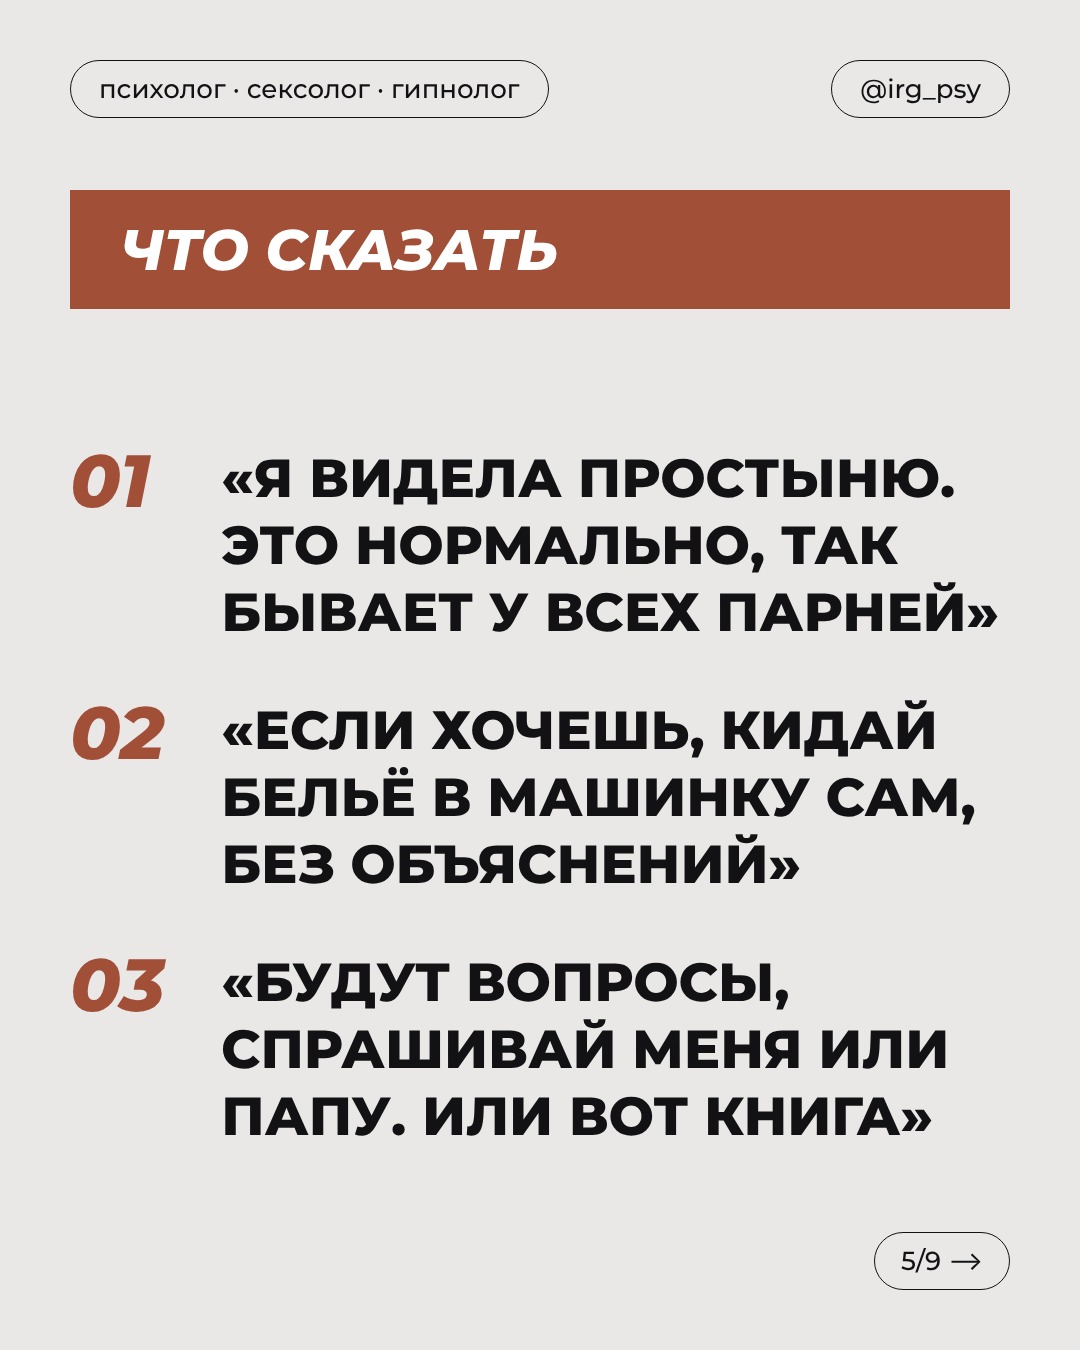 психолог · сексолог · гипнолог
@irg_psy
ЧТО СКАЗАТЬ
01
«Я ВИДЕЛА ПРОСТЫНЮ.
ЭТО НОРМАЛЬНО, ТАК
БЫВАЕТ У ВСЕХ ПАРНЕЙ»
02
«ЕСЛИ ХОЧЕШЬ, КИДАЙ
БЕЛЬЁ В МАШИНКУ САМ,
БЕЗ ОБЪЯСНЕНИЙ»
03
«БУДУТ ВОПРОСЫ,
СПРАШИВАЙ МЕНЯ ИЛИ
ПАПУ. ИЛИ ВОТ КНИГА»
5/9 →